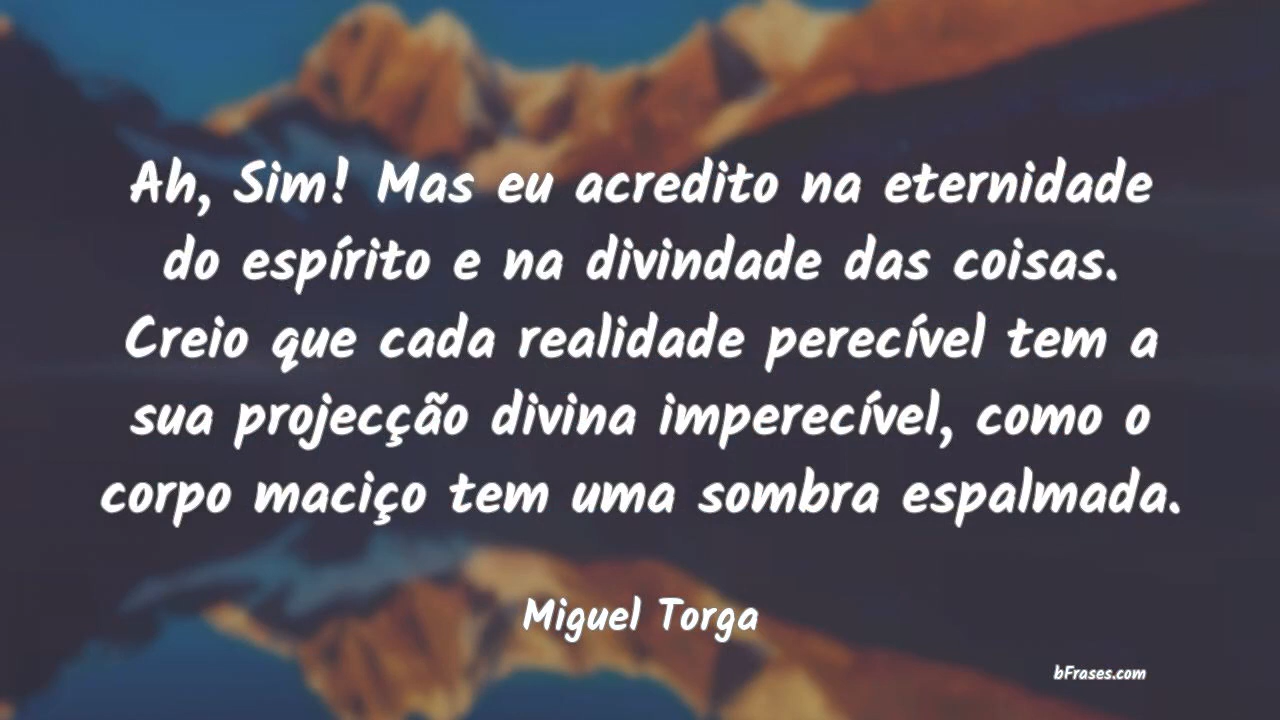 Ah, Sim! Mas eu acredito na eternidade
do espírito e na divindade das coisas.
Creio que cada realidade perecível tem a
sua projecção divina imperecível, como o
corpo maciço tem uma sombra espalmada.
Miguel Torga
bFrases.com